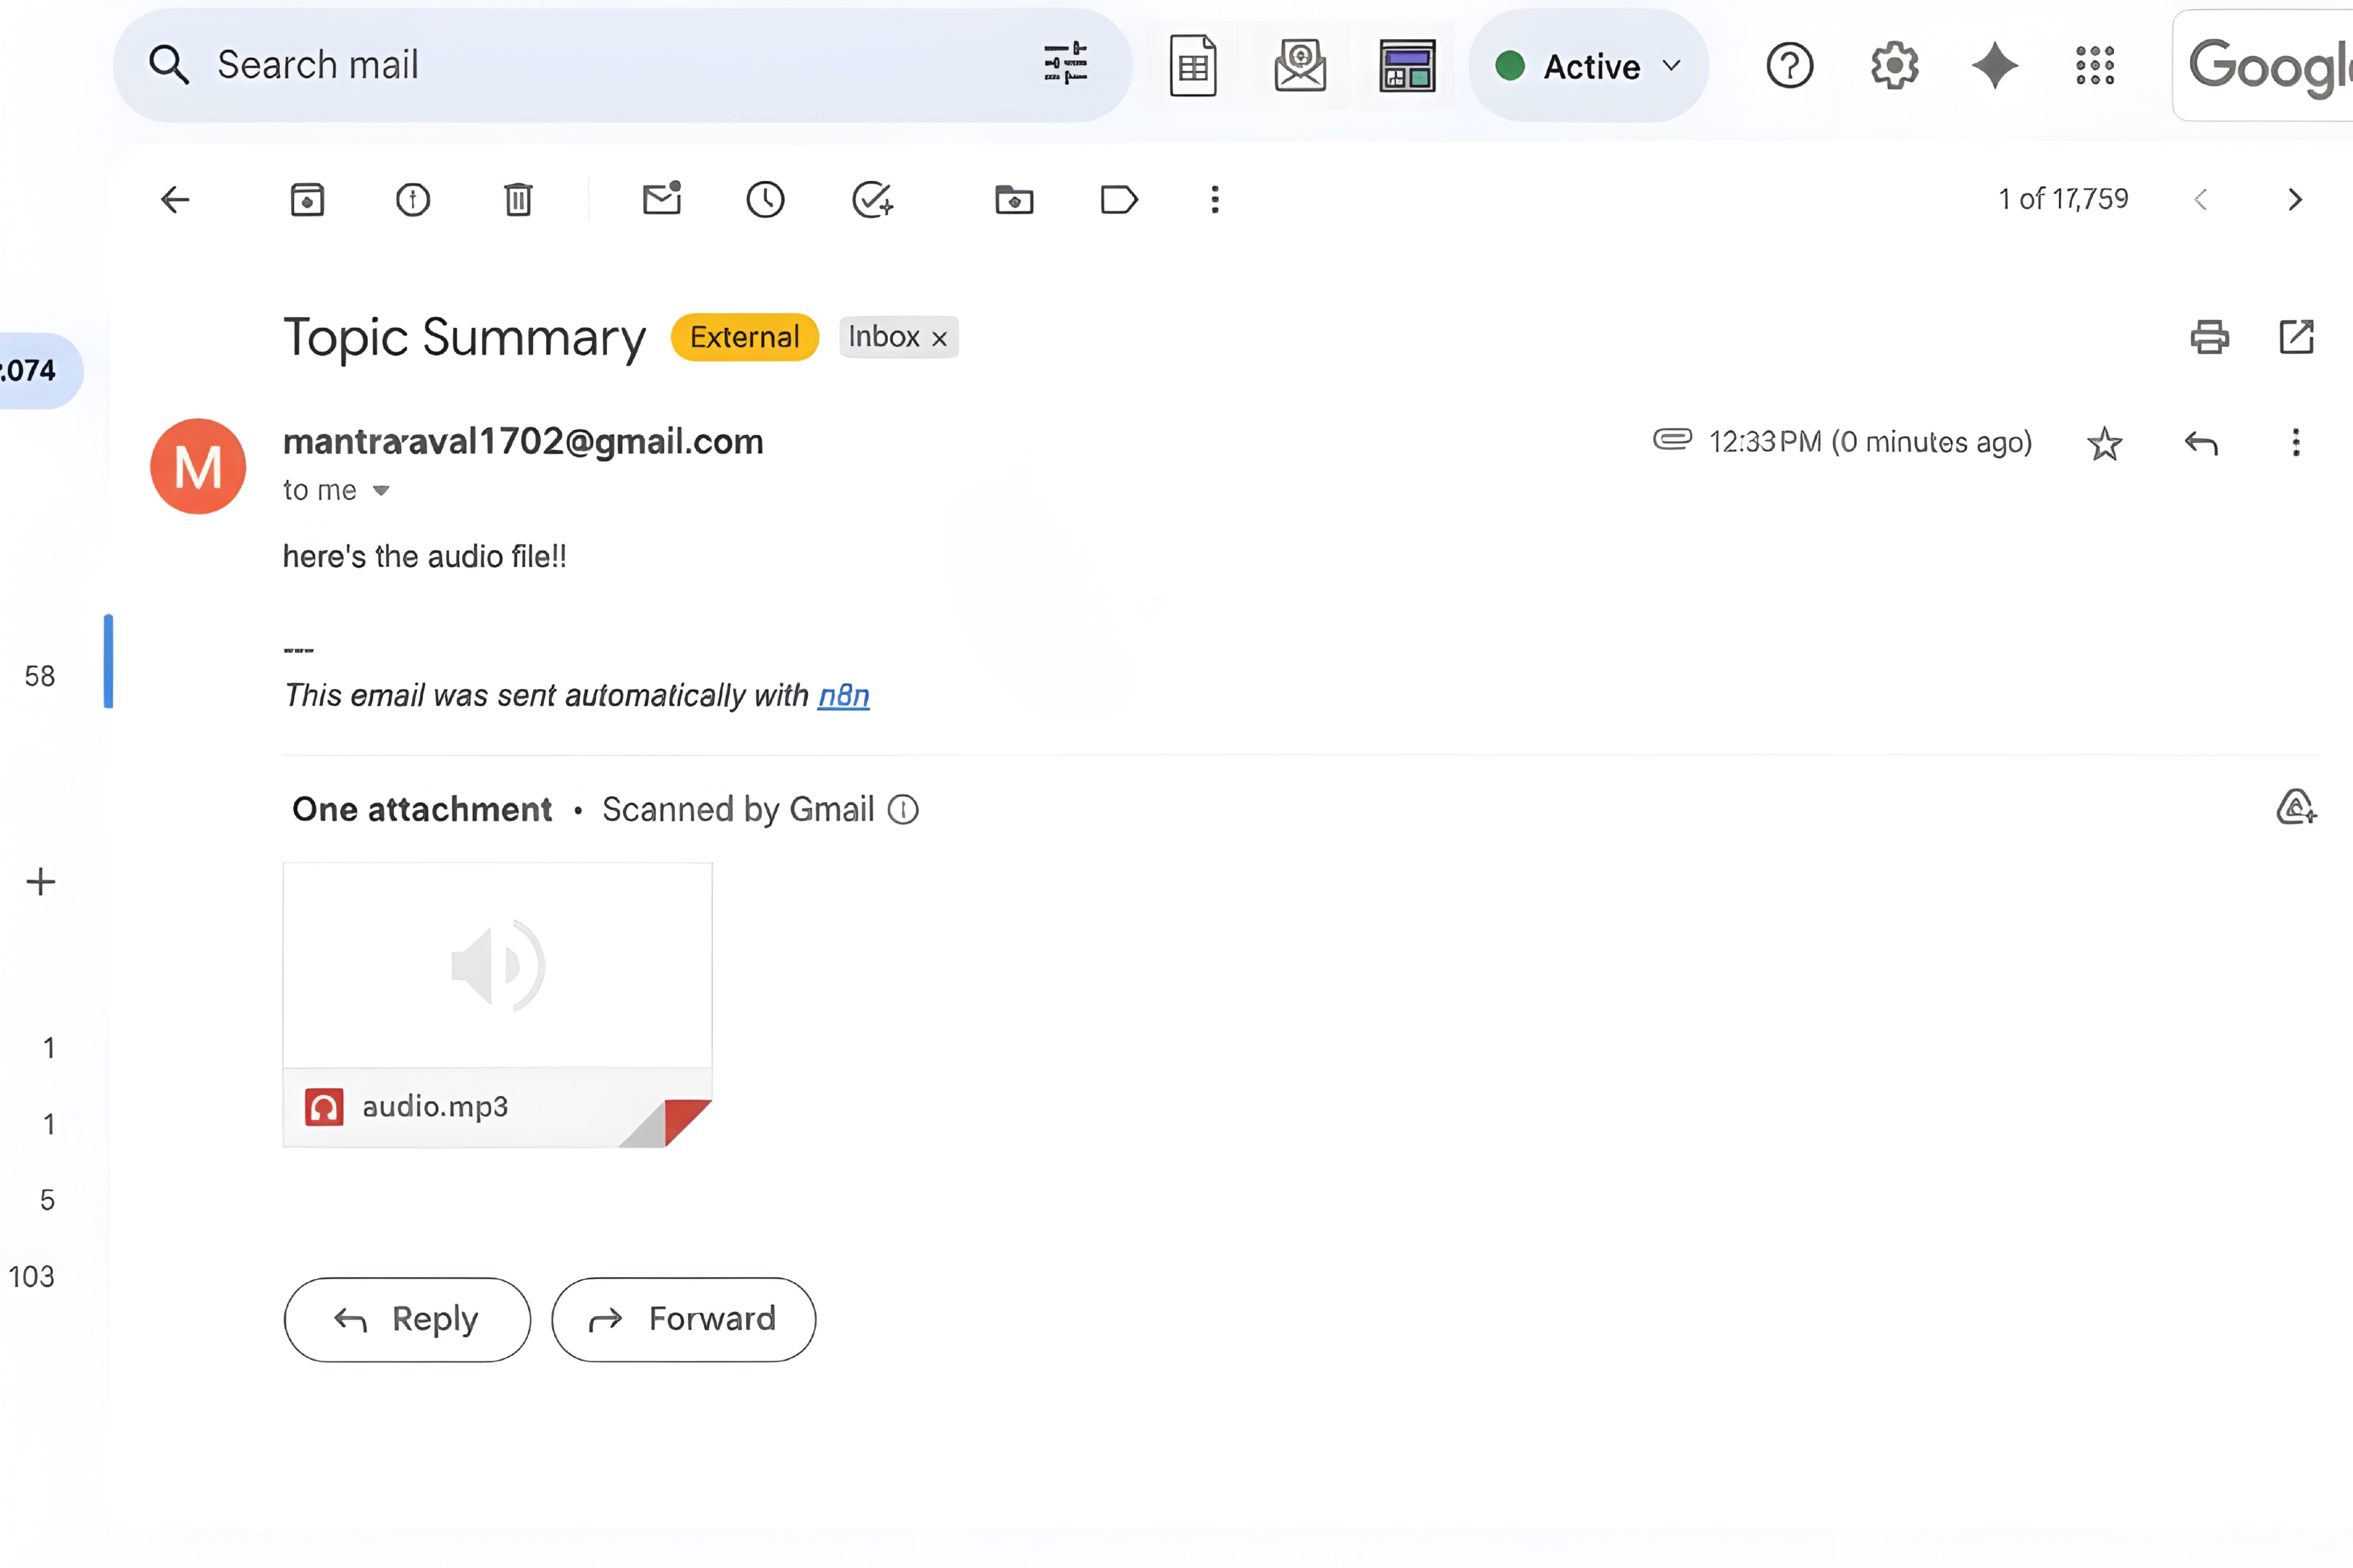 Search mail
Active
Google
1 of 17,759
Topic Summary External Inbox ×
:074
M
mantraraval1702@gmail.com
12:33 PM (0 minutes ago)
to me
here's the audio file!!
---
58
This email was sent automatically with n8n
One attachment • Scanned by Gmail
audio.mp3
1
1
5
103
Reply
Forward